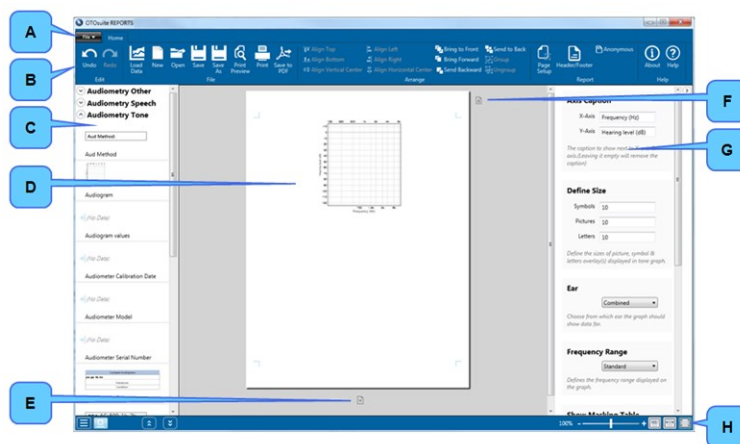 OTOsuite REPORTS
A
File
Home
B
Undo
Redo
Load Data
New
Open
Save
Save As
Print Preview
Print
Save to PDF
Align Top
Align Bottom
Align Vertical Center
Align Left
Align Right
Align Horizontal Center
Bring to Front
Bring Forward
Send Backward
Send to Back
Group
Ungroup
Page Setup
Header/Footer
Anonymous
About
Help
Edit
File
Report
Help
C
Audiometry Other
Audiometry Speech
Audiometry Tone
Aud Method
Aud Method
Audiogram
(No Data)
Audiogram values
(No Data)
Audiometer Calibration Date
(No Data)
Audiometer Model
(No Data)
Audiometer Serial Number
D
Frequency (Hz)
E
F
G
Axis Caption
X-Axis
Frequency (Hz)
Y-Axis
Hearing level (dB)
The caption to show next to
axis.(Leaving it empty will remove the
caption)
Define Size
Symbols
10
Pictures
10
Letters
10
Define the sizes of picture, symbol &
letters overlay(s) displayed in tone graph.
Ear
Combined
Choose from which ear the graph should
show data for.
Frequency Range
Standard
Defines the frequency range displayed on
the graph.
Show Masking Table
100%
H